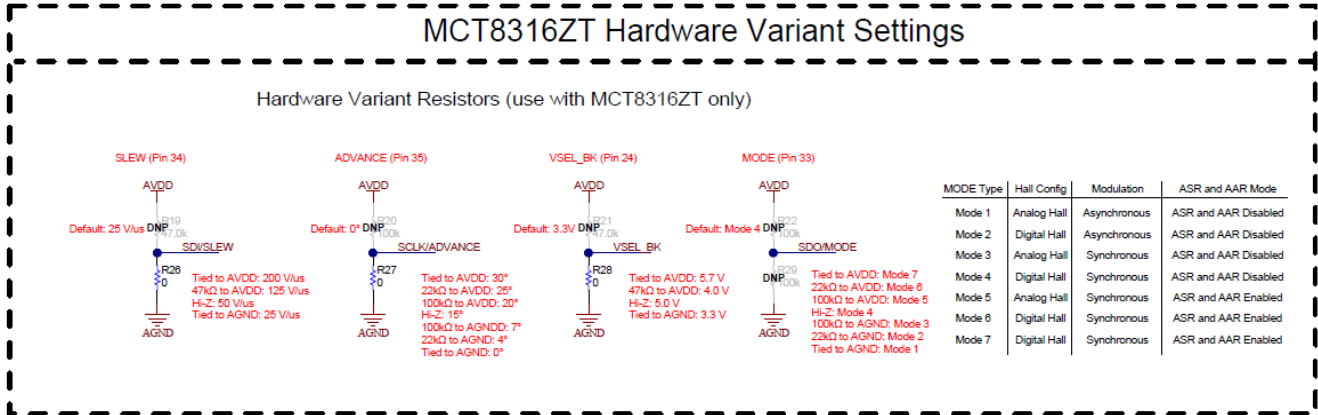 MCT8316ZT Hardware Variant Settings
Hardware Variant Resistors (use with MCT8316ZT only)
SLEW (Pin 34)
AVDD
R19
Default: 25 V/us DNP
47.0k
SDI/SLEW
R26
0
Tied to AVDD: 200 V/us
47kΩ to AVDD: 125 V/us
Hi-Z: 50 V/us
Tied to AGND: 25 V/us
AGND
ADVANCE (Pin 35)
AVDD
R20
Default: 0° DNP
100k
SCLK/ADVANCE
R27
0
Tied to AVDD: 30°
22kΩ to AVDD: 25°
100kΩ to AVDD: 20°
Hi-Z: 15°
100kΩ to AGNDD: 7°
22kΩ to AGND: 4°
Tied to AGND: 0°
AGND
VSEL_BK (Pin 24)
AVDD
R21
Default: 3.3V DNP
47.0k
VSEL_BK
R28
0
Tied to AVDD: 5.7 V
47kΩ to AVDD: 4.0 V
Hi-Z: 5.0 V
Tied to AGND: 3.3 V
AGND
MODE (Pin 33)
AVDD
R22
Default: Mode 4 DNP
100k
SDO/MODE
R29
DNP
100k
Tied to AVDD: Mode 7
22kΩ to AVDD: Mode 6
100kΩ to AVDD: Mode 5
Hi-Z: Mode 4
100kΩ to AGND: Mode 3
22kΩ to AGND: Mode 2
Tied to AGND: Mode 1
AGND
MODE Type Hall Config Modulation ASR and AAR Mode
Mode 1 Analog Hall Asynchronous ASR and AAR Disabled
Mode 2 Digital Hall Asynchronous ASR and AAR Disabled
Mode 3 Analog Hall Synchronous ASR and AAR Disabled
Mode 4 Digital Hall Synchronous ASR and AAR Disabled
Mode 5 Analog Hall Synchronous ASR and AAR Enabled
Mode 6 Digital Hall Synchronous ASR and AAR Enabled
Mode 7 Digital Hall Synchronous ASR and AAR Enabled